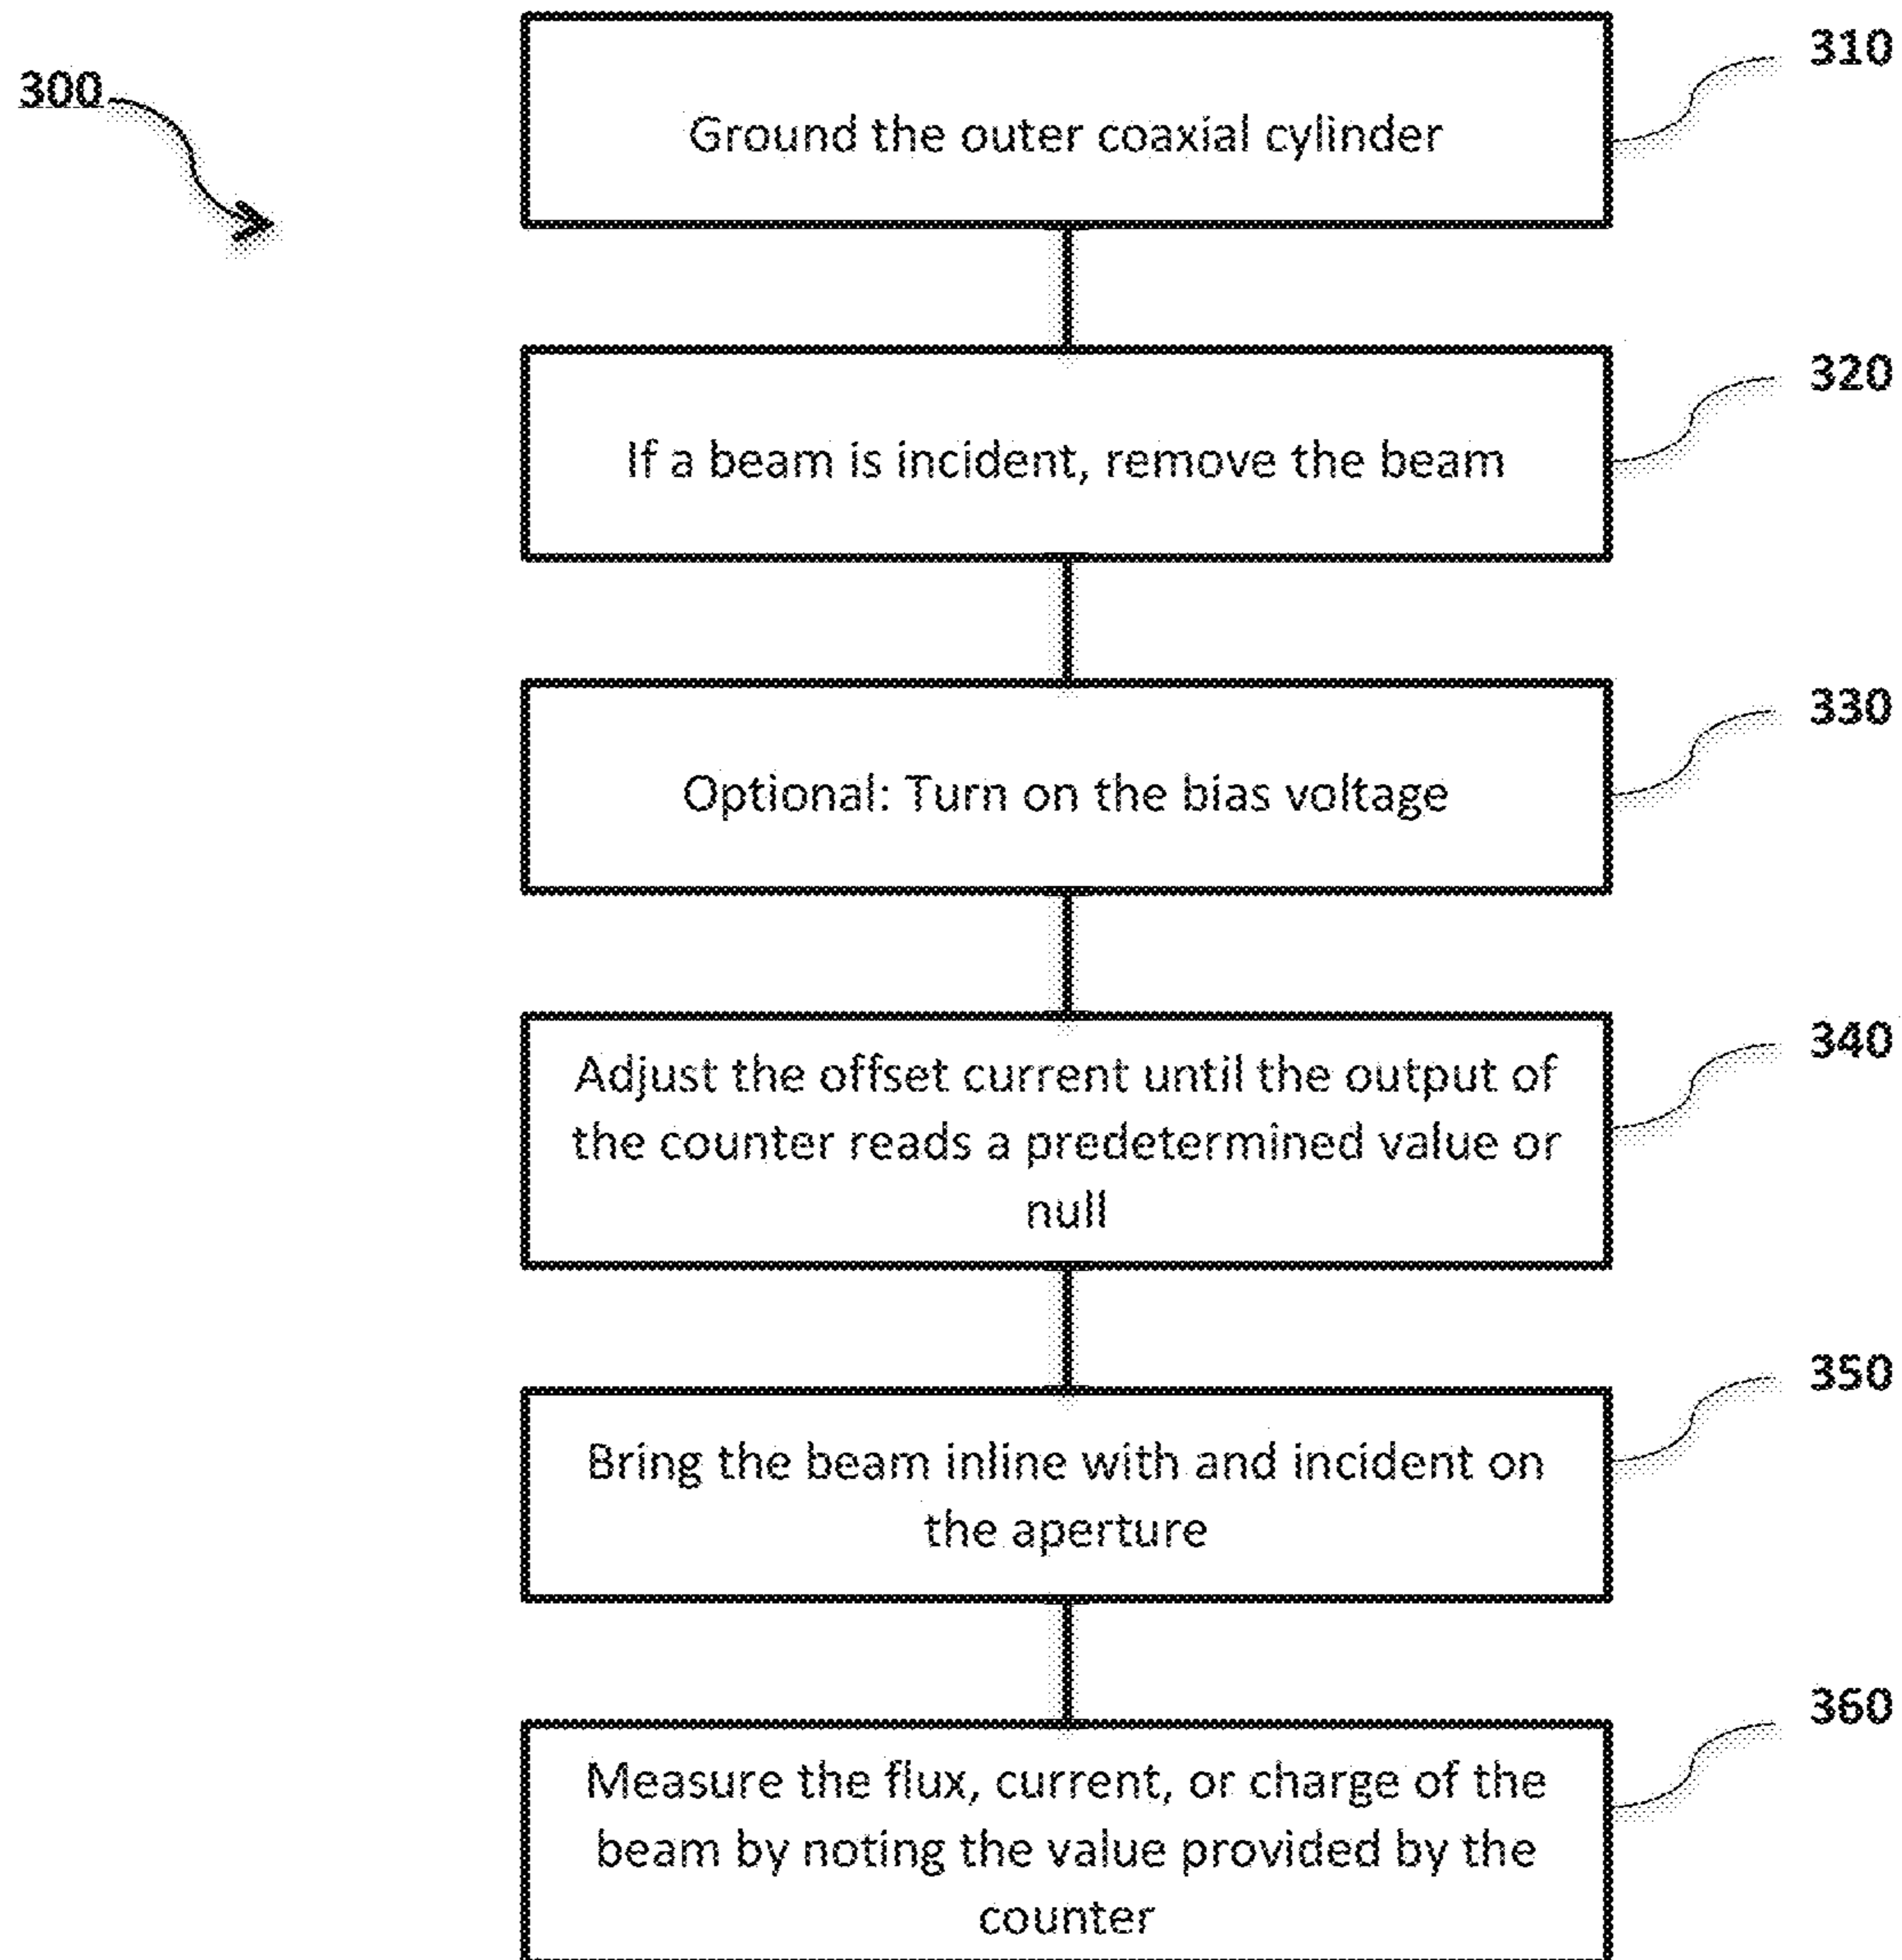 300
310
Ground the outer coaxial cylinder
320
If a beam is incident, remove the beam
330
Optional: Turn on the bias voltage
340
Adjust the offset current until the output of
the counter reads a predetermined value or
null
350
Bring the beam inline with and incident on
the aperture
360
Measure the flux, current, or charge of the
beam by noting the value provided by the
counter